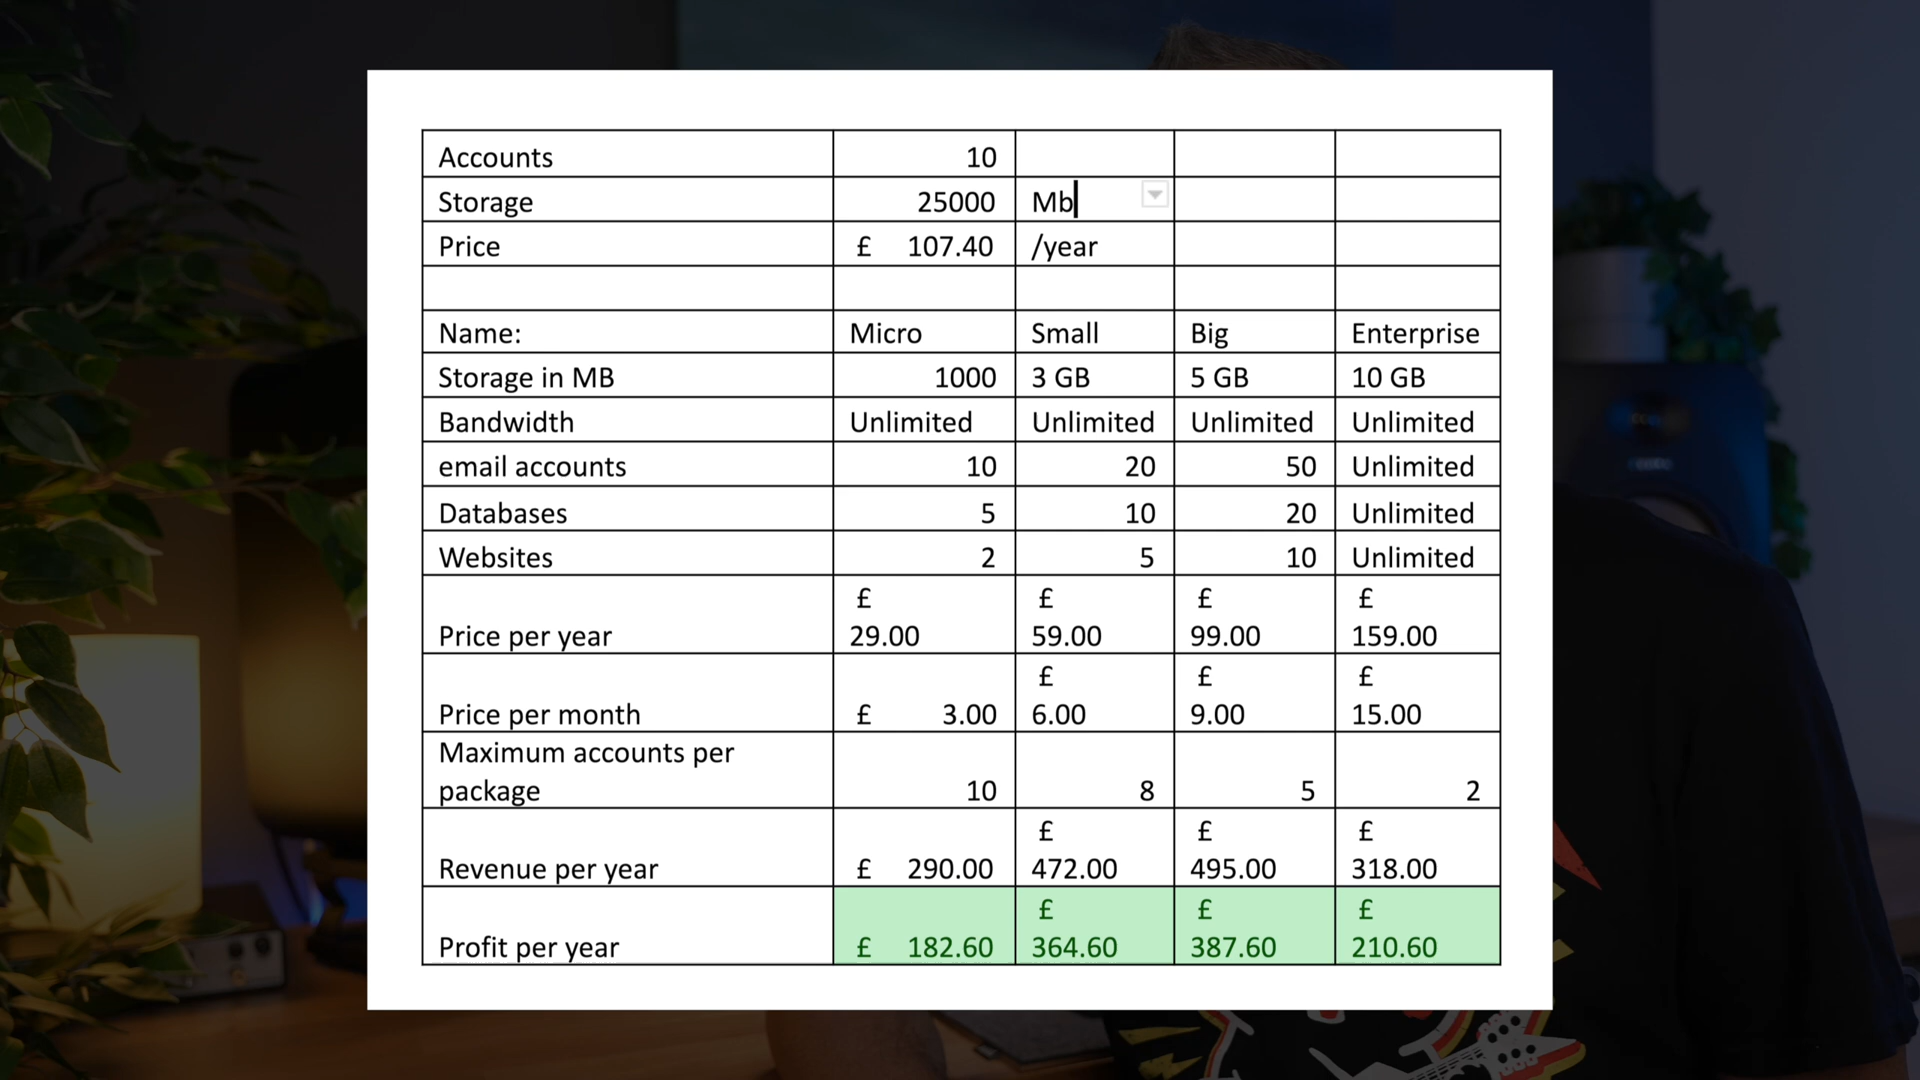 Accounts 10
Storage 25000 Mb
Price £ 107.40 /year
Name: Micro Small Big Enterprise
Storage in MB 1000 3 GB 5 GB 10 GB
Bandwidth Unlimited Unlimited Unlimited Unlimited
email accounts 10 20 50 Unlimited
Databases 5 10 20 Unlimited
Websites 2 5 10 Unlimited
£ £ £ £
Price per year 29.00 59.00 99.00 159.00
£ £ £
Price per month £ 3.00 6.00 9.00 15.00
Maximum accounts per
package 10 8 5 2
£ £ £
Revenue per year £ 290.00 472.00 495.00 318.00
£ £ £
Profit per year £ 182.60 364.60 387.60 210.60